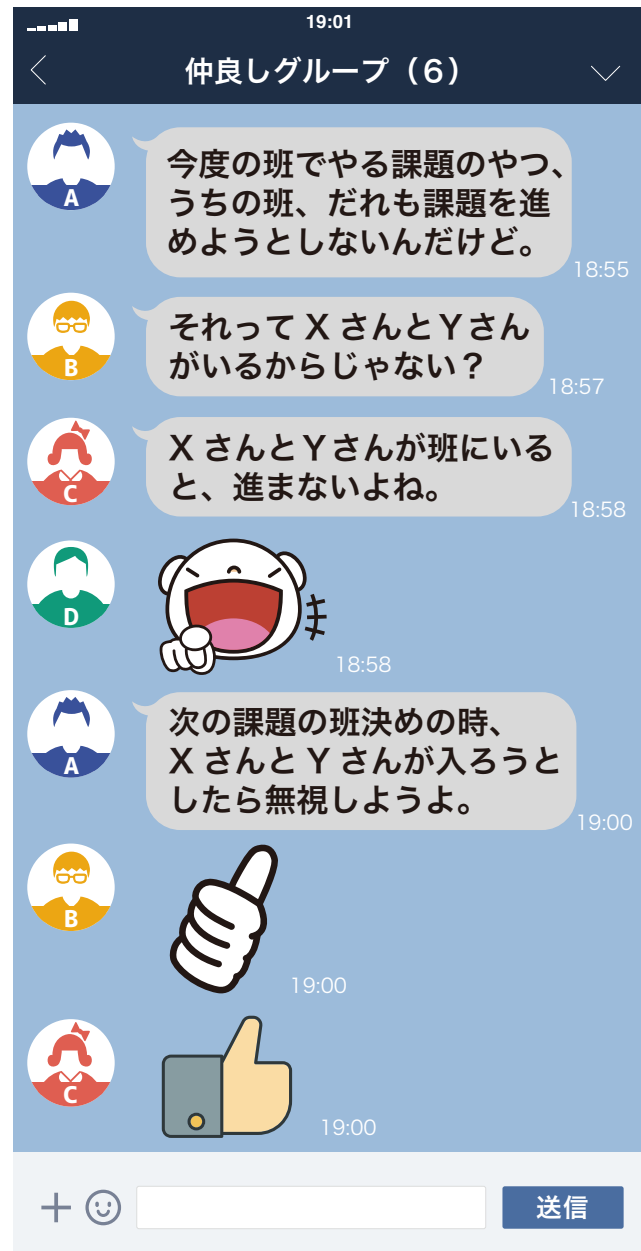 19:01
仲良しグループ（6）
A
今度の班でやる課題のやつ、
うちの班、だれも課題を進
めようとしないんだけど。
18:55
B
それって X さんとYさん
がいるからじゃない？
18:57
C
X さんとYさんが班にいる
と、進まないよね。
18:58
D
18:58
A
次の課題の班決めの時、
X さんと Y さんが入ろうと
したら無視しようよ。
19:00
B
19:00
C
19:00
送信